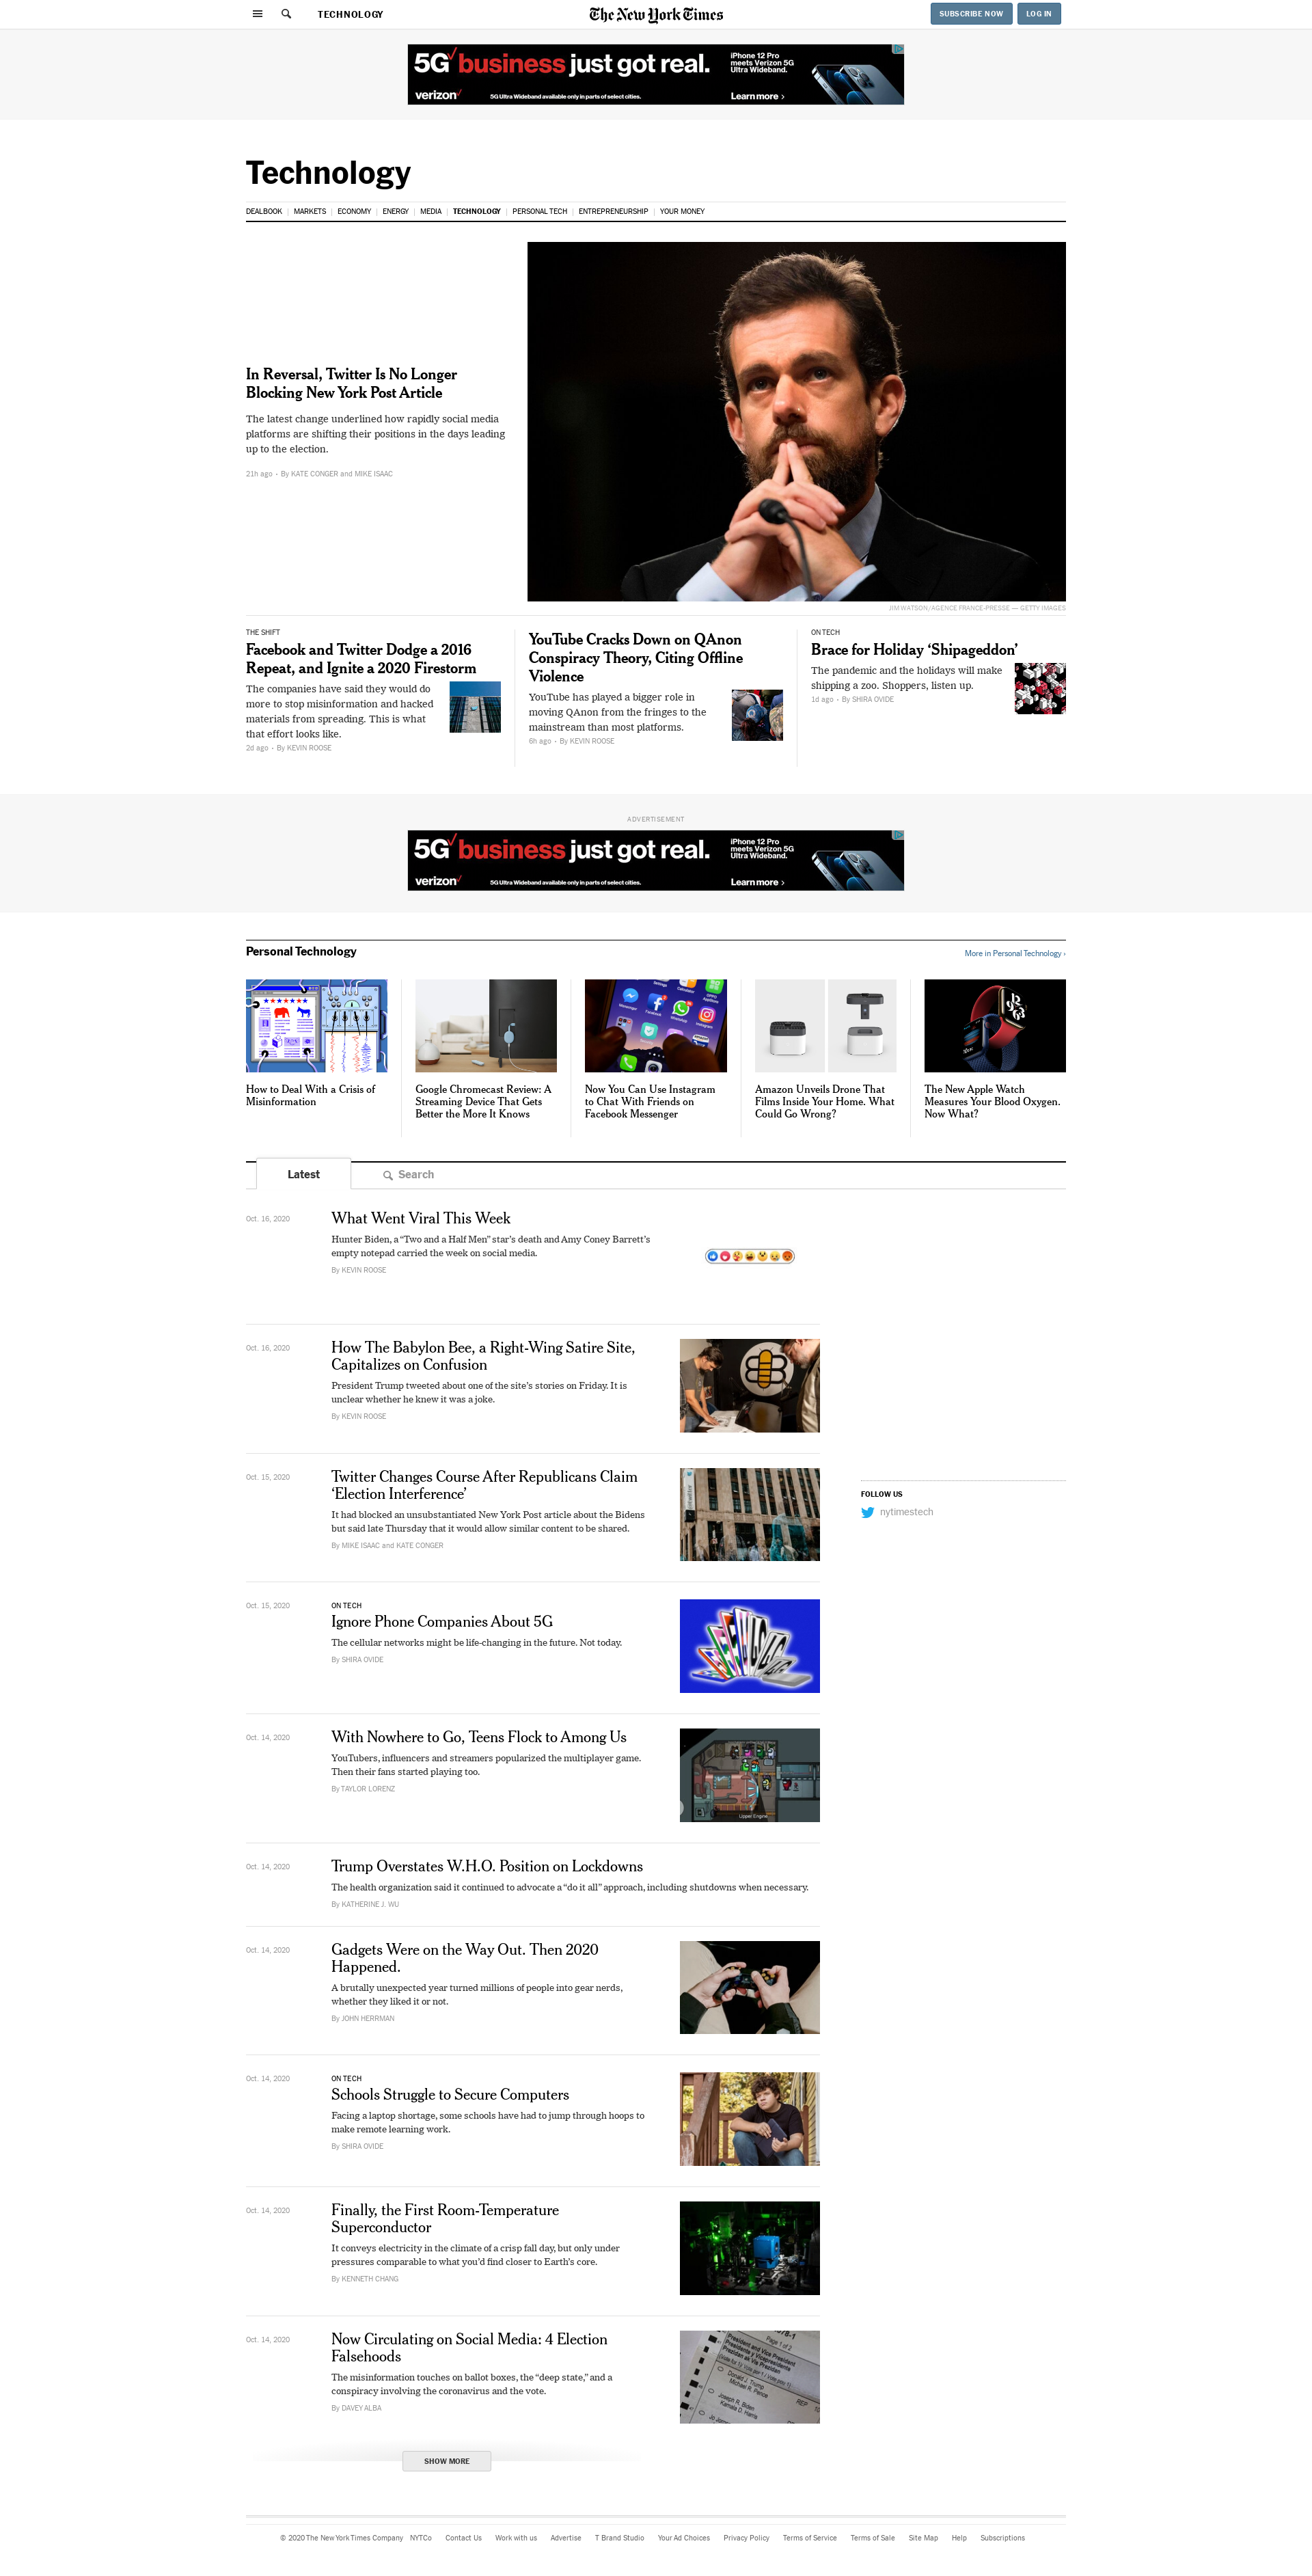 TECHNOLOGY
The New York Times
SUBSCRIBE NOW
LOG IN
5G business just got real.
iPhone 12 Pro
meets Verizon 5G
Ultra Wideband.
verizon
5G Ultra Wideband available only in parts of select cities.
Learn more ›
Technology
DEALBOOK | MARKETS | ECONOMY | ENERGY | MEDIA | TECHNOLOGY | PERSONAL TECH | ENTREPRENEURSHIP | YOUR MONEY
In Reversal, Twitter Is No Longer
Blocking New York Post Article
The latest change underlined how rapidly social media
platforms are shifting their positions in the days leading
up to the election.
21h ago • By KATE CONGER and MIKE ISAAC
JIM WATSON/AGENCE FRANCE-PRESSE — GETTY IMAGES
THE SHIFT
Facebook and Twitter Dodge a 2016
Repeat, and Ignite a 2020 Firestorm
The companies have said they would do
more to stop misinformation and hacked
materials from spreading. This is what
that effort looks like.
2d ago • By KEVIN ROOSE
YouTube Cracks Down on QAnon
Conspiracy Theory, Citing Offline
Violence
YouTube has played a bigger role in
moving QAnon from the fringes to the
mainstream than most platforms.
6h ago • By KEVIN ROOSE
ON TECH
Brace for Holiday ‘Shipageddon’
The pandemic and the holidays will make
shipping a zoo. Shoppers, listen up.
1d ago • By SHIRA OVIDE
ADVERTISEMENT
5G business just got real.
iPhone 12 Pro
meets Verizon 5G
Ultra Wideband.
verizon
5G Ultra Wideband available only in parts of select cities.
Learn more ›
Personal Technology
More in Personal Technology ›
How to Deal With a Crisis of
Misinformation
Google Chromecast Review: A
Streaming Device That Gets
Better the More It Knows
Now You Can Use Instagram
to Chat With Friends on
Facebook Messenger
Amazon Unveils Drone That
Films Inside Your Home. What
Could Go Wrong?
The New Apple Watch
Measures Your Blood Oxygen.
Now What?
Latest
Search
Oct. 16, 2020
What Went Viral This Week
Hunter Biden, a “Two and a Half Men” star’s death and Amy Coney Barrett’s
empty notepad carried the week on social media.
By KEVIN ROOSE
Oct. 16, 2020
How The Babylon Bee, a Right-Wing Satire Site,
Capitalizes on Confusion
President Trump tweeted about one of the site’s stories on Friday. It is
unclear whether he knew it was a joke.
By KEVIN ROOSE
Oct. 15, 2020
Twitter Changes Course After Republicans Claim
‘Election Interference’
It had blocked an unsubstantiated New York Post article about the Bidens
but said late Thursday that it would allow similar content to be shared.
By MIKE ISAAC and KATE CONGER
FOLLOW US
nytimestech
Oct. 15, 2020
ON TECH
Ignore Phone Companies About 5G
The cellular networks might be life-changing in the future. Not today.
By SHIRA OVIDE
Oct. 14, 2020
With Nowhere to Go, Teens Flock to Among Us
YouTubers, influencers and streamers popularized the multiplayer game.
Then their fans started playing too.
By TAYLOR LORENZ
Upper Engine
Oct. 14, 2020
Trump Overstates W.H.O. Position on Lockdowns
The health organization said it continued to advocate a “do it all” approach, including shutdowns when necessary.
By KATHERINE J. WU
Oct. 14, 2020
Gadgets Were on the Way Out. Then 2020
Happened.
A brutally unexpected year turned millions of people into gear nerds,
whether they liked it or not.
By JOHN HERRMAN
Oct. 14, 2020
ON TECH
Schools Struggle to Secure Computers
Facing a laptop shortage, some schools have had to jump through hoops to
make remote learning work.
By SHIRA OVIDE
Oct. 14, 2020
Finally, the First Room-Temperature
Superconductor
It conveys electricity in the climate of a crisp fall day, but only under
pressures comparable to what you’d find closer to Earth’s core.
By KENNETH CHANG
Oct. 14, 2020
Now Circulating on Social Media: 4 Election
Falsehoods
The misinformation touches on ballot boxes, the “deep state,” and a
conspiracy involving the coronavirus and the vote.
By DAVEY ALBA
Page 1 of 2
President and Vice President
Donald J. Trump
Michael R. Pence
REP
Joseph R. Biden
Kamala D. Harris
SHOW MORE
© 2020 The New York Times Company NYTCo Contact Us Work with us Advertise T Brand Studio Your Ad Choices Privacy Policy Terms of Service Terms of Sale Site Map Help Subscriptions